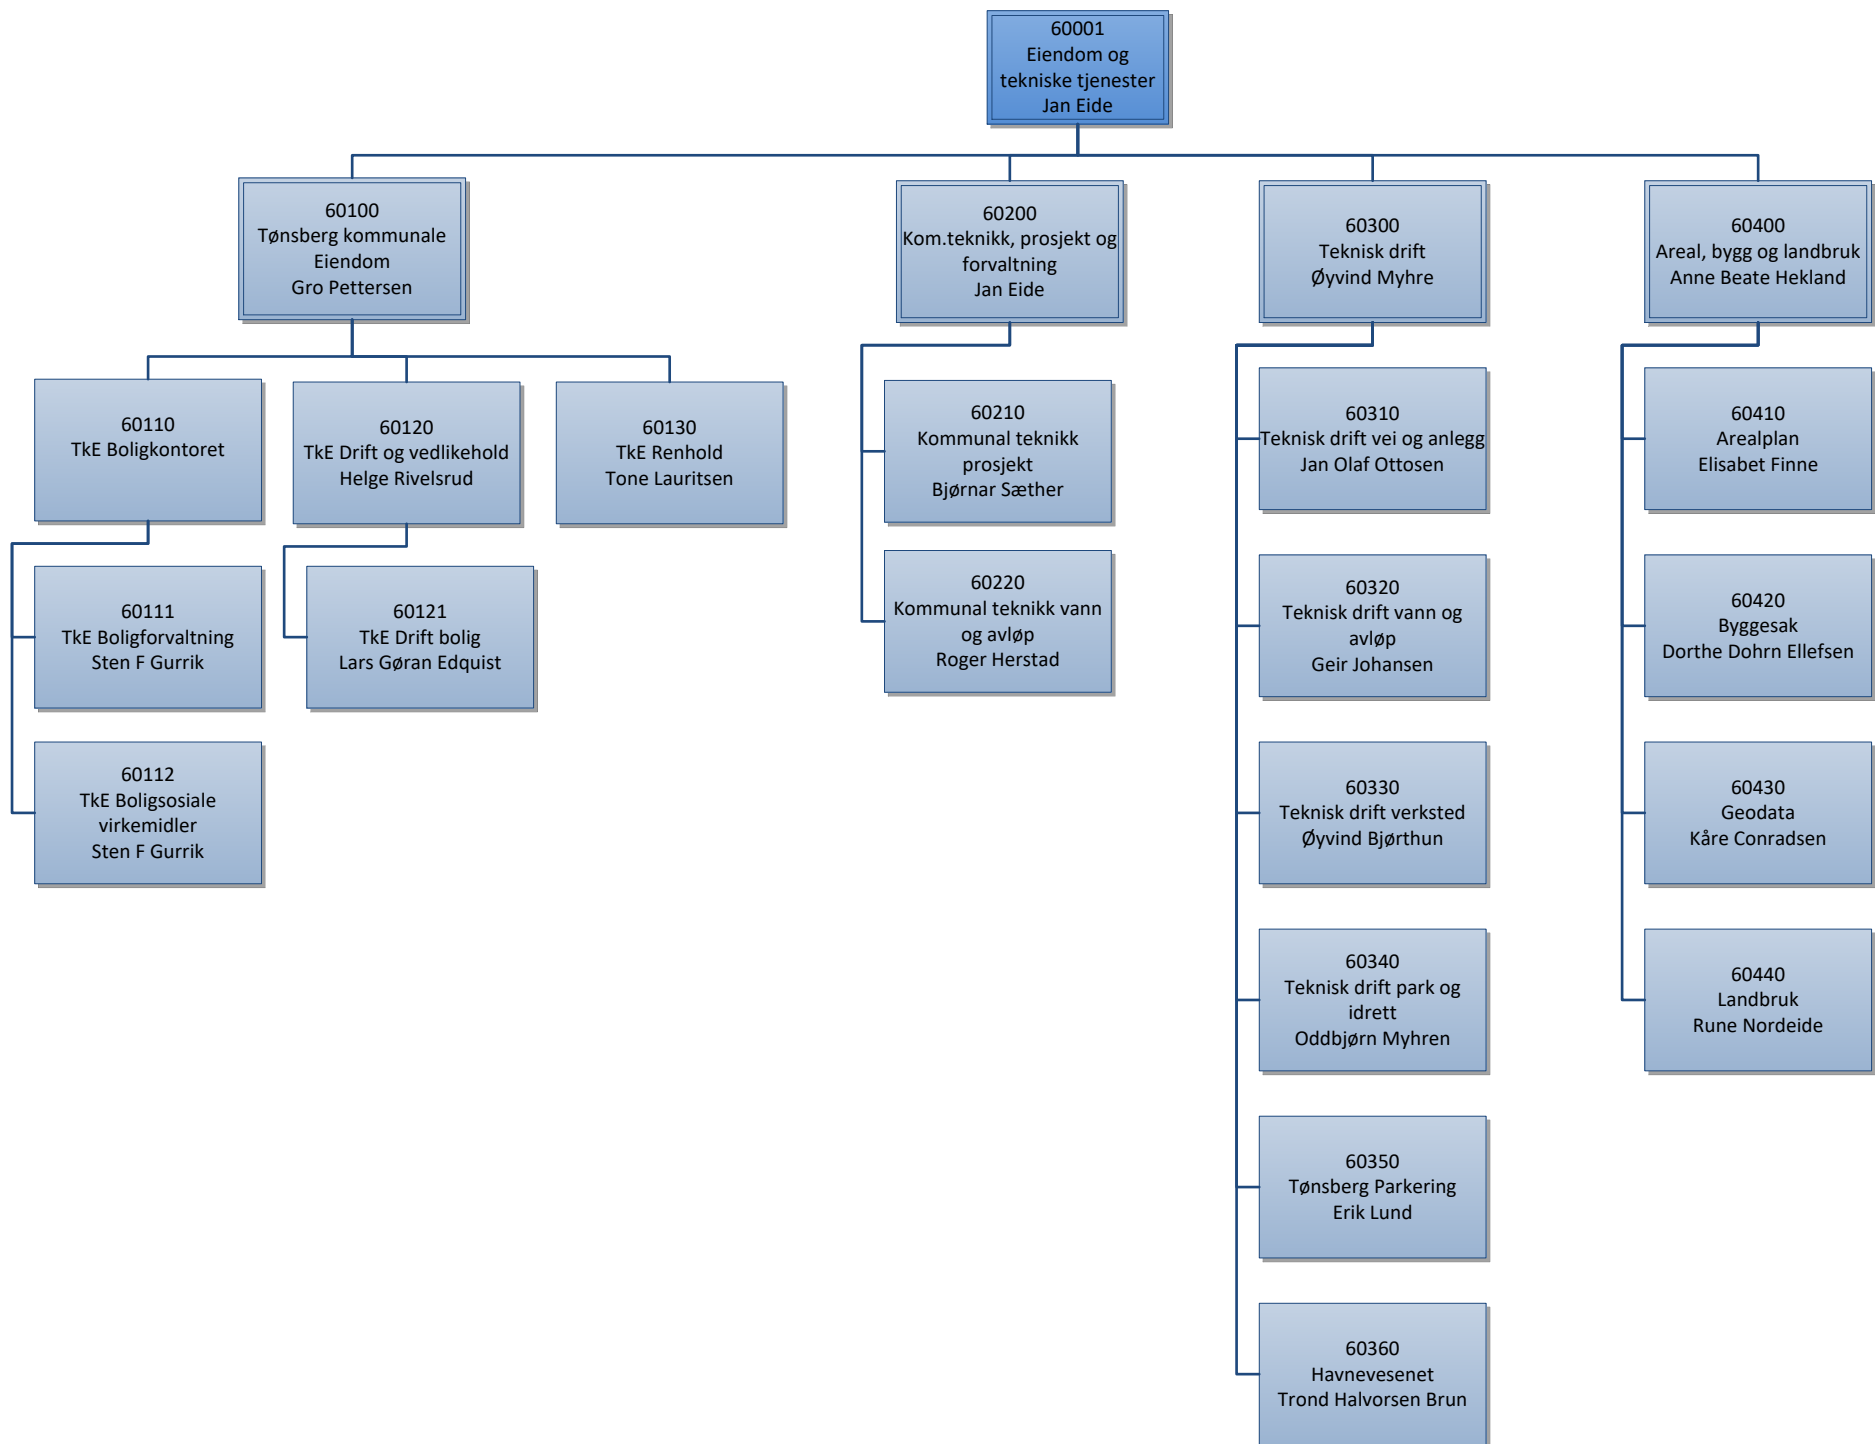 60001
Eiendom og
tekniske tjenester
Jan Eide
60100
Tønsberg kommunale
Eiendom
Gro Pettersen
60200
Kom.teknikk, prosjekt og
forvaltning
Jan Eide
60300
Teknisk drift
Øyvind Myhre
60400
Areal, bygg og landbruk
Anne Beate Hekland
60110
TkE Boligkontoret
60120
TkE Drift og vedlikehold
Helge Rivelsrud
60130
TkE Renhold
Tone Lauritsen
60111
TkE Boligforvaltning
Sten F Gurrik
60121
TkE Drift bolig
Lars Gøran Edquist
60112
TkE Boligsosiale
virkemidler
Sten F Gurrik
60210
Kommunal teknikk
prosjekt
Bjørnar Sæther
60220
Kommunal teknikk vann
og avløp
Roger Herstad
60310
Teknisk drift vei og anlegg
Jan Olaf Ottosen
60320
Teknisk drift vann og
avløp
Geir Johansen
60330
Teknisk drift verksted
Øyvind Bjørthun
60340
Teknisk drift park og
idrett
Oddbjørn Myhren
60350
Tønsberg Parkering
Erik Lund
60360
Havnevesenet
Trond Halvorsen Brun
60410
Arealplan
Elisabet Finne
60420
Byggesak
Dorthe Dohrn Ellefsen
60430
Geodata
Kåre Conradsen
60440
Landbruk
Rune Nordeide